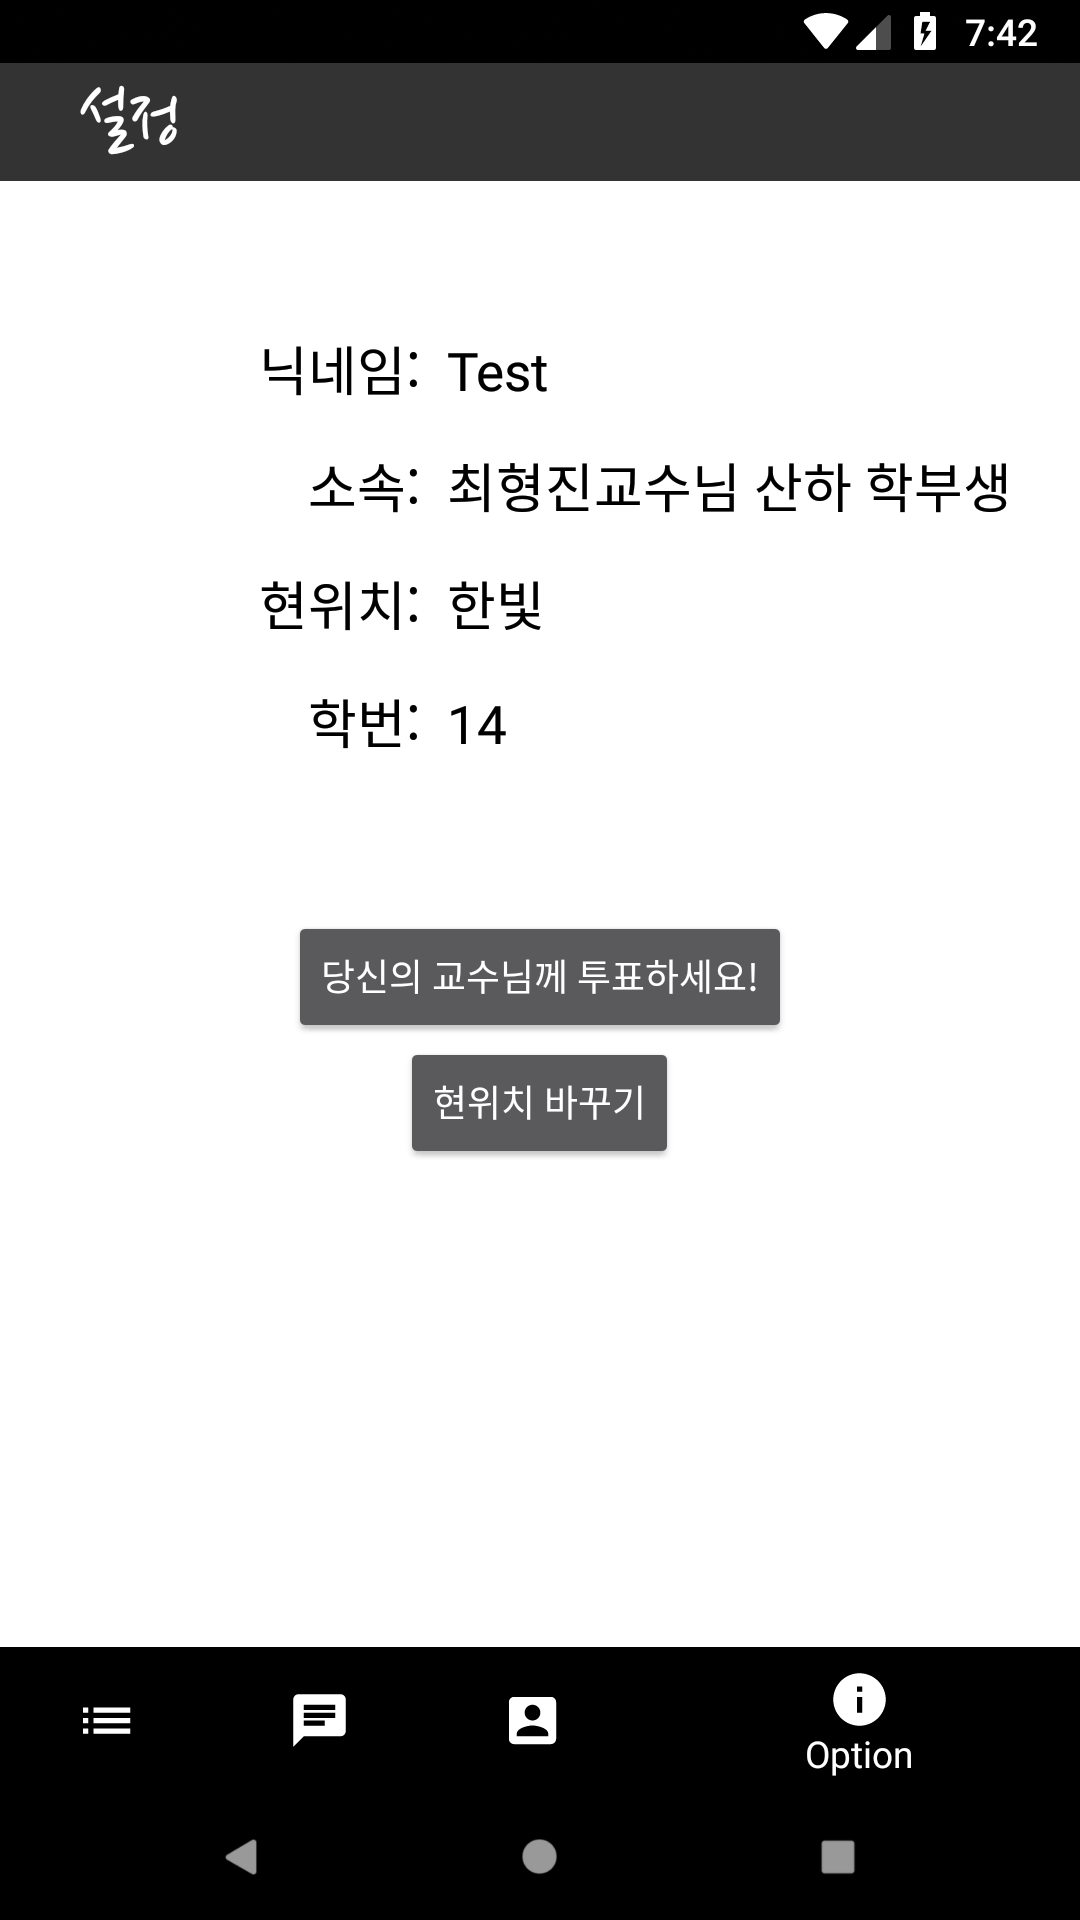 7:42
설정
닉네임: Test
소속: 최형진교수님 산하 학부생
현위치: 한빛
학번: 14
당신의 교수님께 투표하세요!
현위치 바꾸기
Option